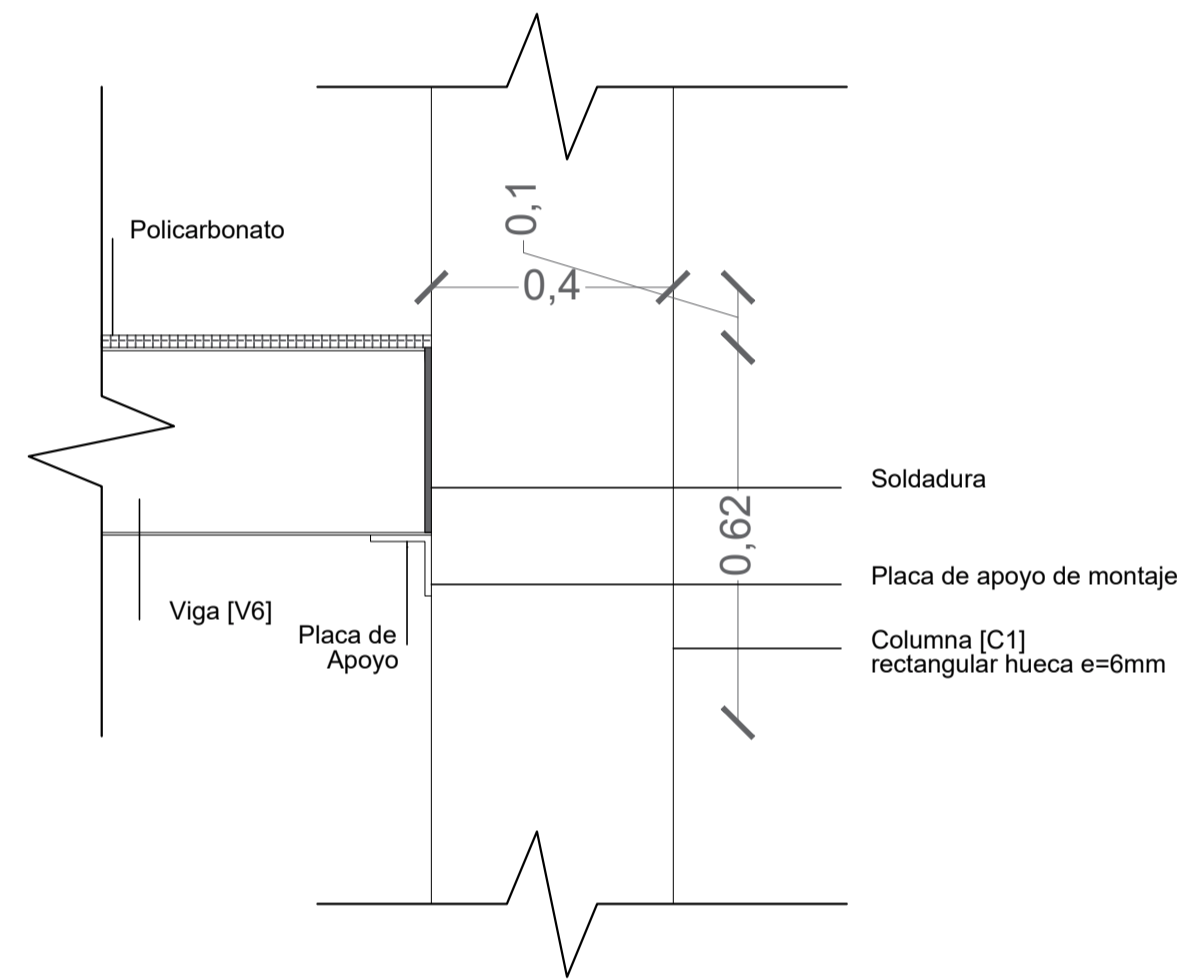 0,1
Policarbonato
0,4
Soldadura
0,62
Placa de apoyo de montaje
Viga [V6]
Placa de
Apoyo
Columna [C1]
rectangular hueca e=6mm